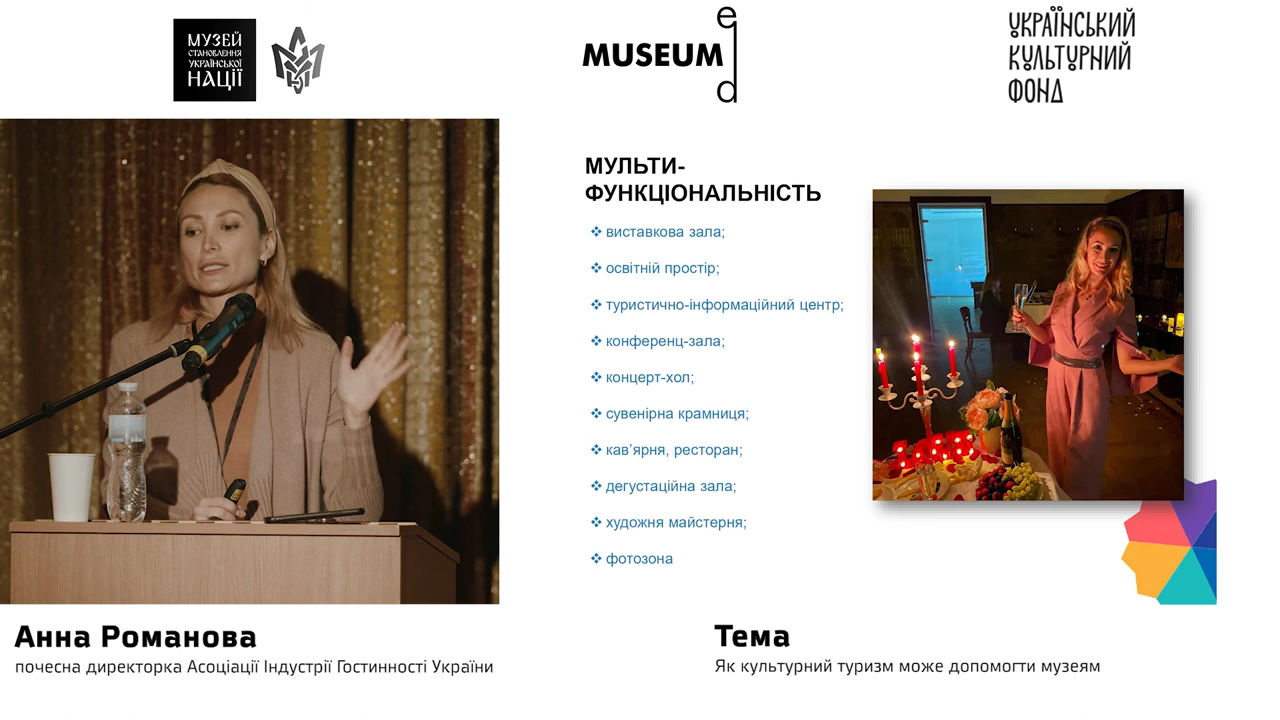 МУЗЕЙ
СТАНОВЛЕННЯ
УКРАЇНСЬКОЇ
НАЦІЇ
MUSEUM
ed
УКРАЇНСЬКИЙ
КУЛЬТУРНИЙ
ФОНД
МУЛЬТИ-
ФУНКЦІОНАЛЬНІСТЬ
❖ виставкова зала;
❖ освітній простір;
❖ туристично-інформаційний центр;
❖ конференц-зала;
❖ концерт-хол;
❖ сувенірна крамниця;
❖ кав’ярня, ресторан;
❖ дегустаційна зала;
❖ художня майстерня;
❖ фотозона
Анна Романова
почесна директорка Асоціації Індустрії Гостинності України
Тема
Як культурний туризм може допомогти музеям